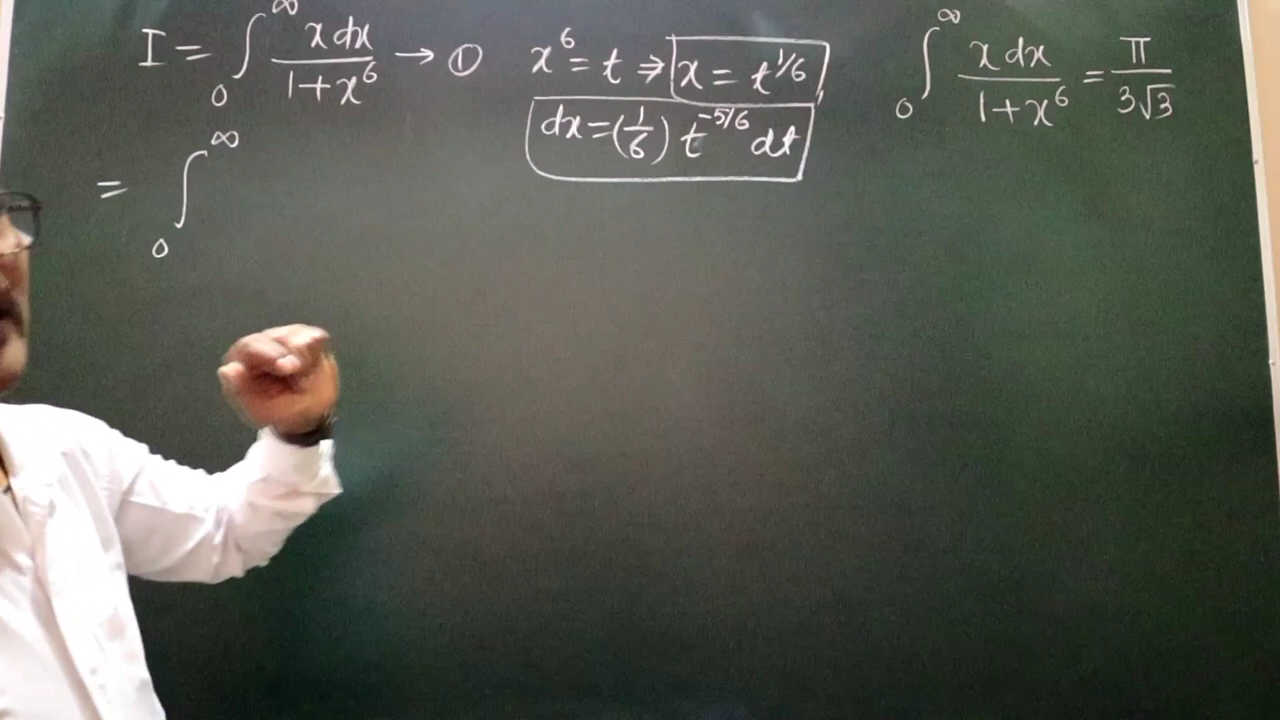 I = ∫₀^∞ x dx / (1+x⁶) → ①
x⁶ = t ⇒ x = t^{1/6},
dx = (1/6) t^{-5/6} dt
= ∫₀^∞
∫₀^∞ x dx / (1+x⁶) = π / (3√3)